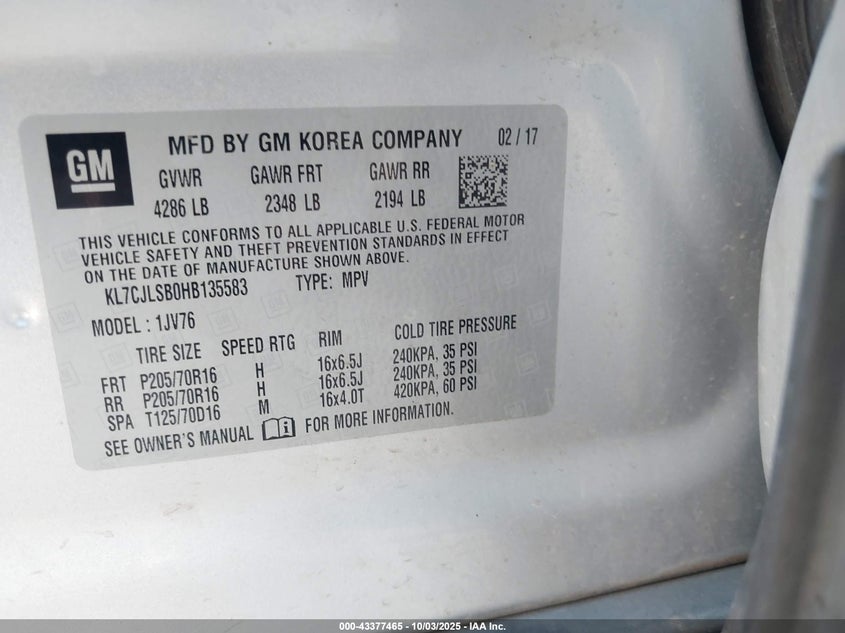 GM
MFD BY GM KOREA COMPANY 02 / 17
GVWR GAWR FRT GAWR RR
4286 LB 2348 LB 2194 LB
THIS VEHICLE CONFORMS TO ALL APPLICABLE U.S. FEDERAL MOTOR
VEHICLE SAFETY AND THEFT PREVENTION STANDARDS IN EFFECT
ON THE DATE OF MANUFACTURE SHOWN ABOVE.
KL7CJLSB0HB135583 TYPE: MPV
MODEL : 1JV76
TIRE SIZE SPEED RTG RIM COLD TIRE PRESSURE
FRT P205/70R16 H 16x6.5J 240KPA, 35 PSI
RR P205/70R16 H 16x6.5J 240KPA, 35 PSI
SPA T125/70D16 M 16x4.0T 420KPA, 60 PSI
SEE OWNER'S MANUAL i FOR MORE INFORMATION.
000-43377465 - 10/03/2025 - IAA Inc.